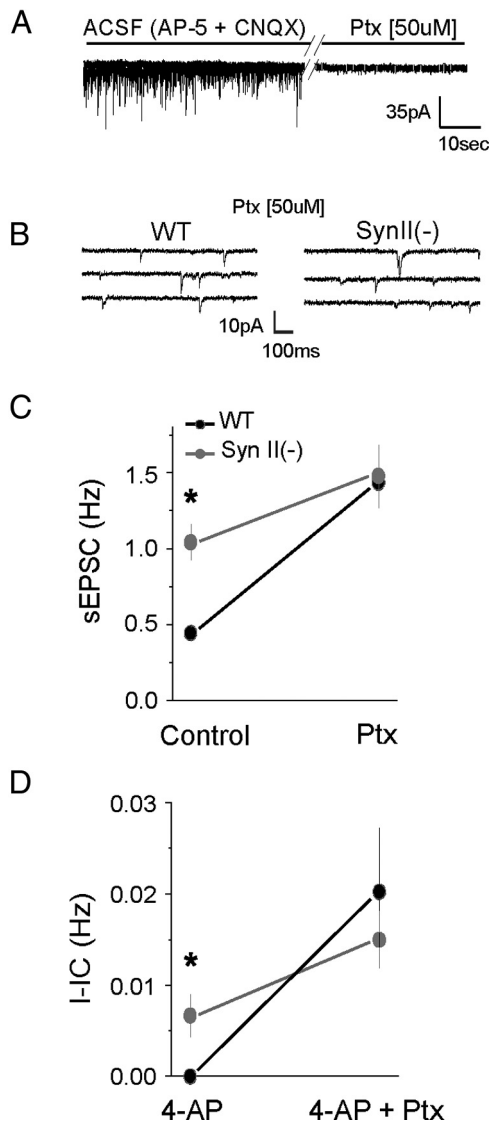 A
ACSF (AP-5 + CNQX) Ptx [50uM]
35pA
10sec
Ptx [50uM]
B WT SynII(-)
10pA
100ms
C
WT
Syn II(-)
*
1.5
1.0
0.5
0.0
sEPSC (Hz)
Control Ptx
D
0.03
0.02
0.01
0.00
*
I-IC (Hz)
4-AP 4-AP + Ptx